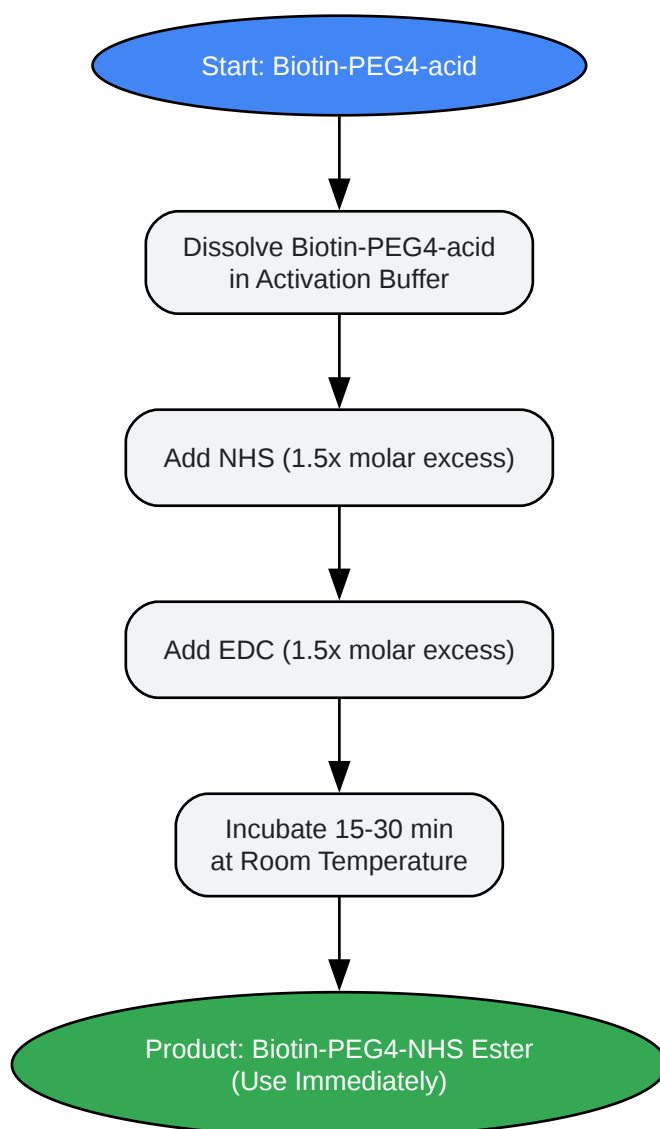 Start: Biotin-PEG4-acid
Dissolve Biotin-PEG4-acid
in Activation Buffer
Add NHS (1.5x molar excess)
Add EDC (1.5x molar excess)
Incubate 15-30 min
at Room Temperature
Product: Biotin-PEG4-NHS Ester
(Use Immediately)